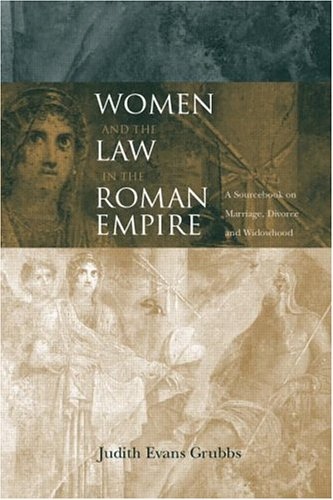 WOMEN
AND THE
LAW
IN THE
ROMAN
EMPIRE
A Sourcebook on
Marriage, Divorce
and Widowhood
Judith Evans Grubbs